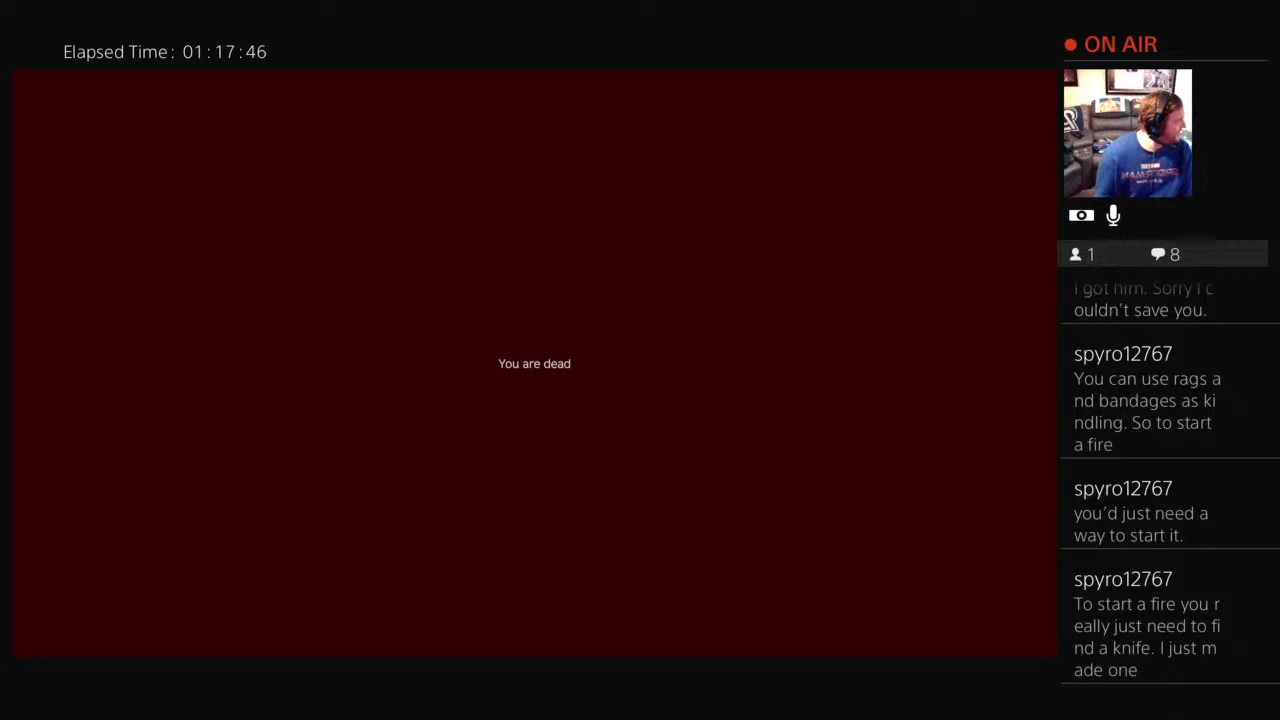 Elapsed Time: 01:17:46
ON AIR
1 8
I got him. Sorry I c
ouldn't save you.
spyro12767
You can use rags a
nd bandages as ki
ndling. So to start
a fire
spyro12767
you'd just need a
way to start it.
spyro12767
To start a fire you r
eally just need to fi
nd a knife. I just m
ade one
You are dead